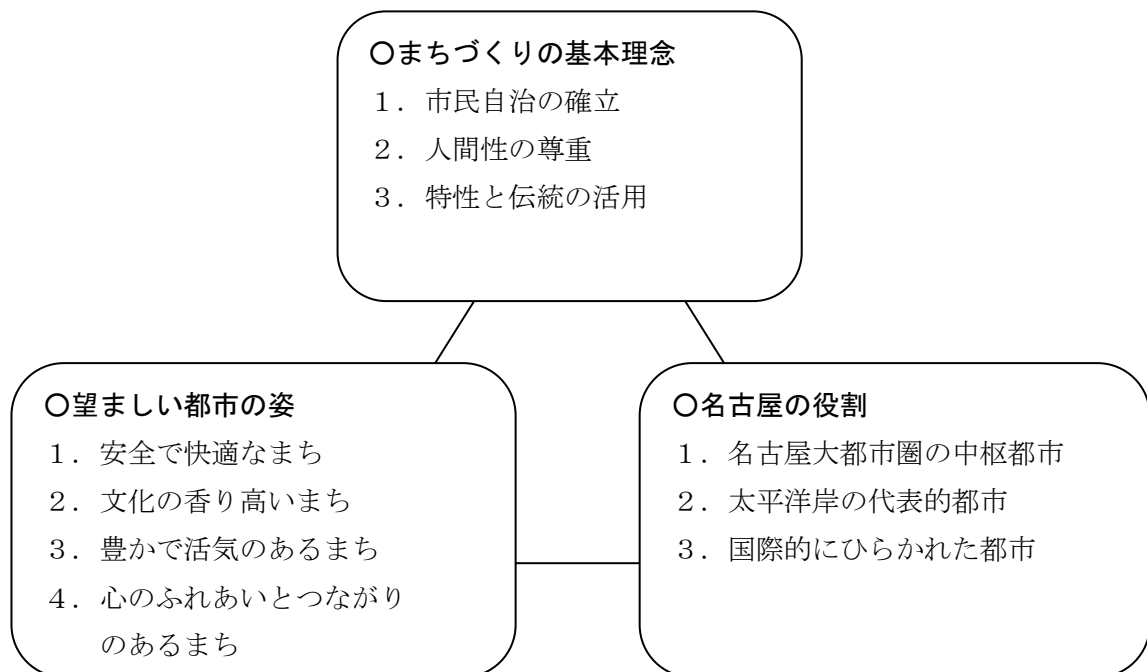 ○まちづくりの基本理念
１．市民自治の確立
２．人間性の尊重
３．特性と伝統の活用
○望ましい都市の姿
１．安全で快適なまち
２．文化の香り高いまち
３．豊かで活気のあるまち
４．心のふれあいとつながり
のあるまち
○名古屋の役割
１．名古屋大都市圏の中枢都市
２．太平洋岸の代表的都市
３．国際的にひらかれた都市